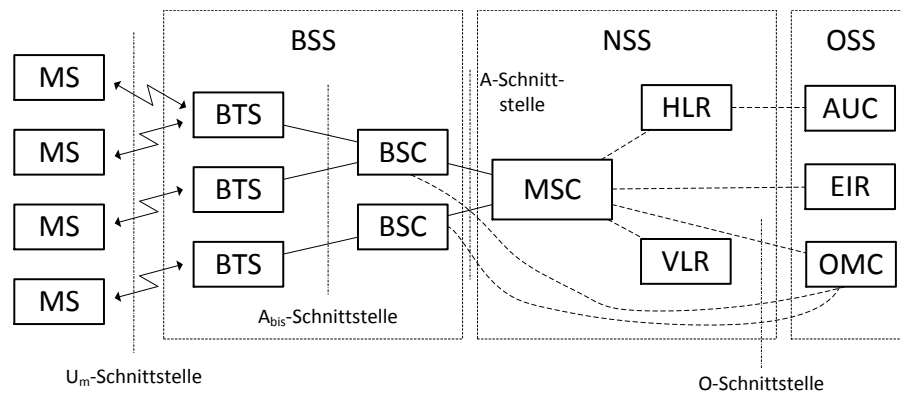 BSS
NSS
OSS
MS
MS
MS
MS
BTS
BTS
BTS
BSC
BSC
A-Schnitt-
stelle
MSC
HLR
VLR
AUC
EIR
OMC
Abis-Schnittstelle
Um-Schnittstelle
O-Schnittstelle